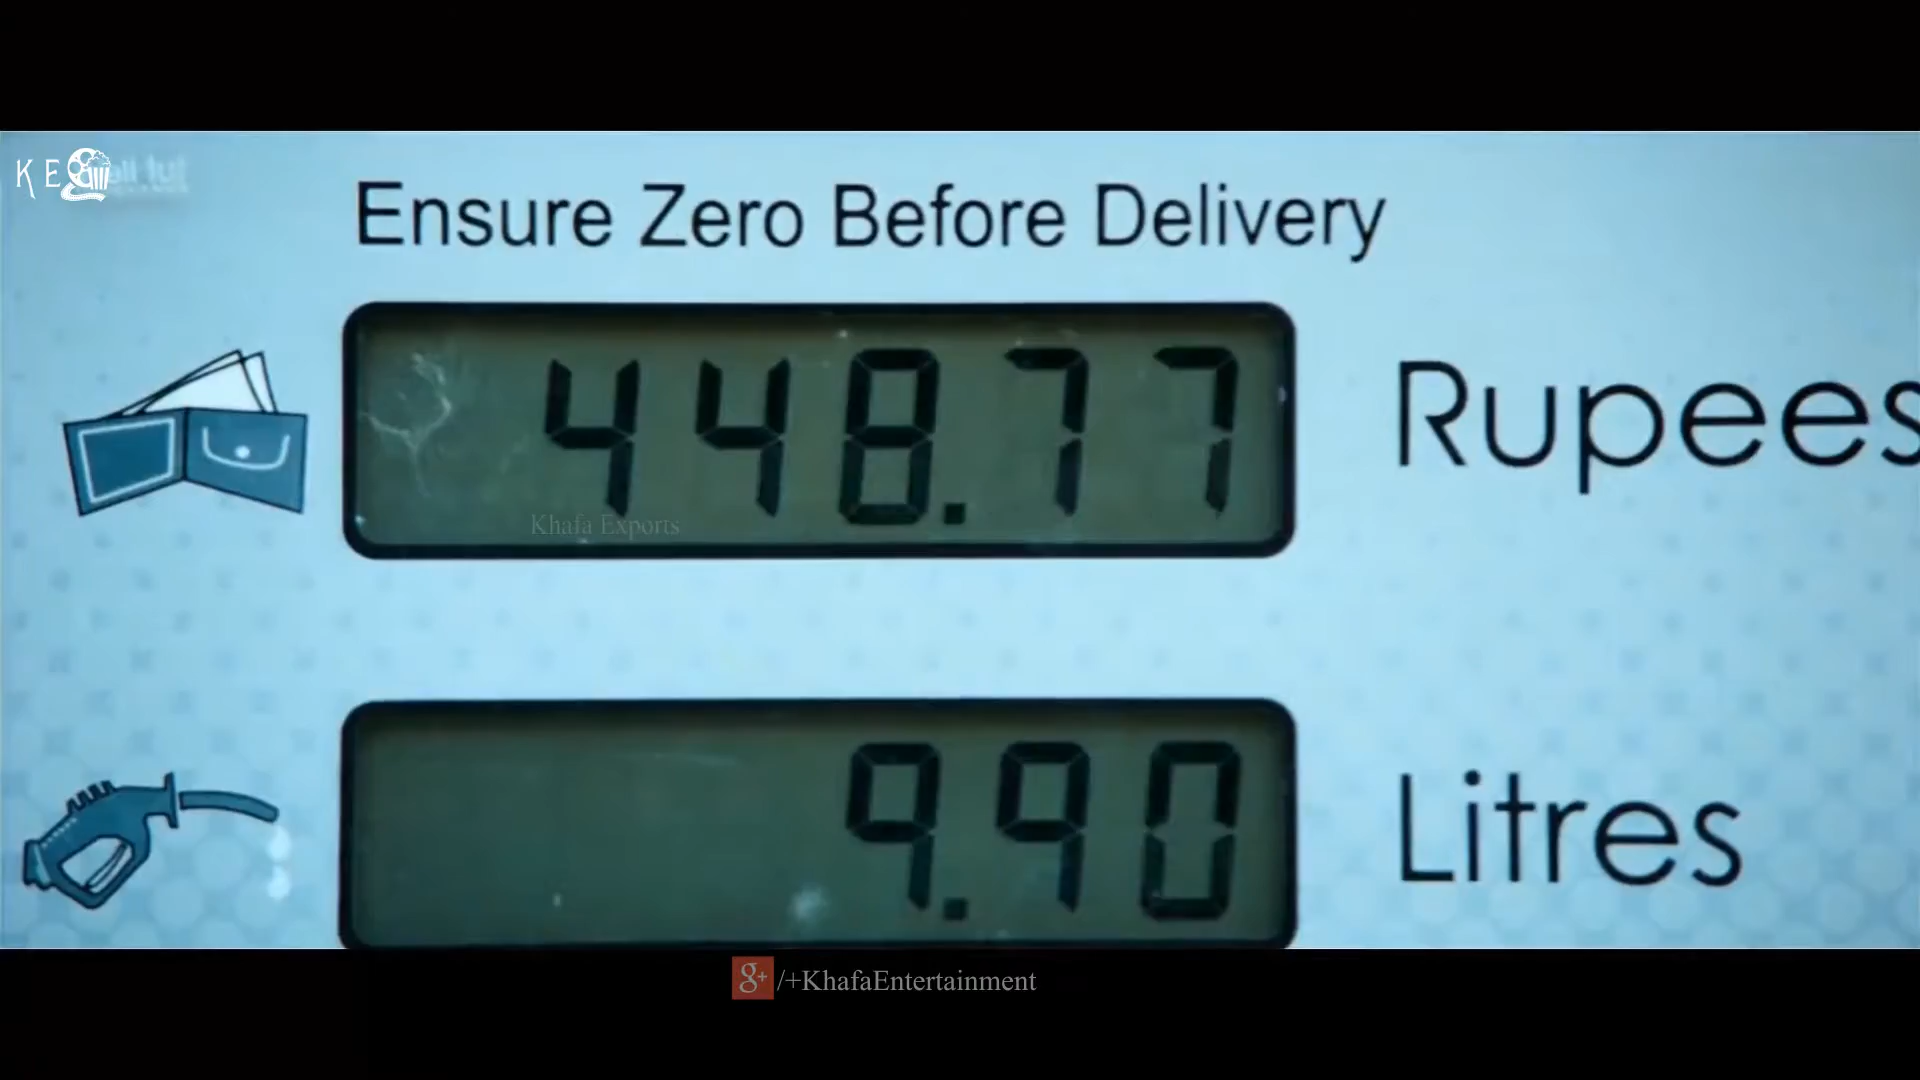 K E
Ensure Zero Before Delivery
448.77 Rupees
Khafa Exports
9.90 Litres
g+ /+KhafaEntertainment